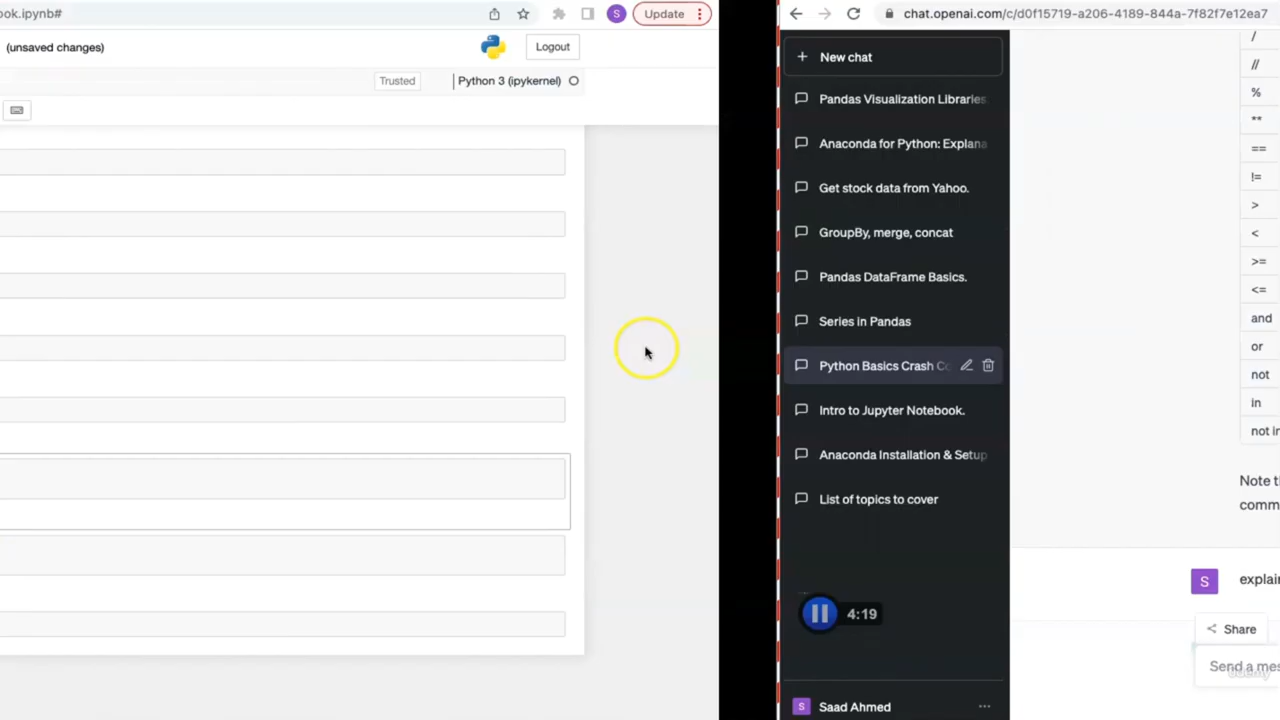 ook.ipynb#
Update
(unsaved changes)
Logout
Trusted
Python 3 (ipykernel)
chat.openai.com/c/d0f15719-a206-4189-844a-7f82f7e12ea7
+ New chat
Pandas Visualization Libraries
Anaconda for Python: Explana
Get stock data from Yahoo.
GroupBy, merge, concat
Pandas DataFrame Basics.
Series in Pandas
Python Basics Crash Co
Intro to Jupyter Notebook.
Anaconda Installation & Setup
List of topics to cover
4:19
S
Saad Ahmed
/
//
%
**
==
!=
>
<
>=
<=
and
or
not
in
not in
Note t
comm
S
explain
Share
Send a mes
udemy